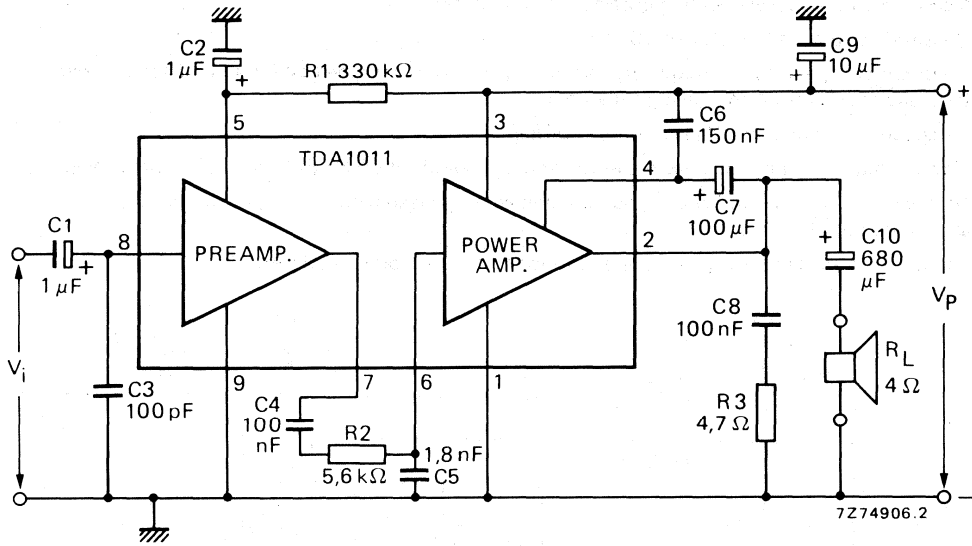 C2
1 μF
+
R1 330 kΩ
+
C9
10 μF
+
5
3
C6
150 nF
TDA1011
4
+
C7
100 μF
C1
+
1 μF
8
PREAMP.
POWER
AMP.
2
+
C10
680
μF
C8
100 nF
Vp
Vi
C3
100 pF
9
7
6
1
RL
4 Ω
C4
100
nF
R2
5,6 kΩ
1,8 nF
C5
R3
4,7 Ω
7Z74906.2
−